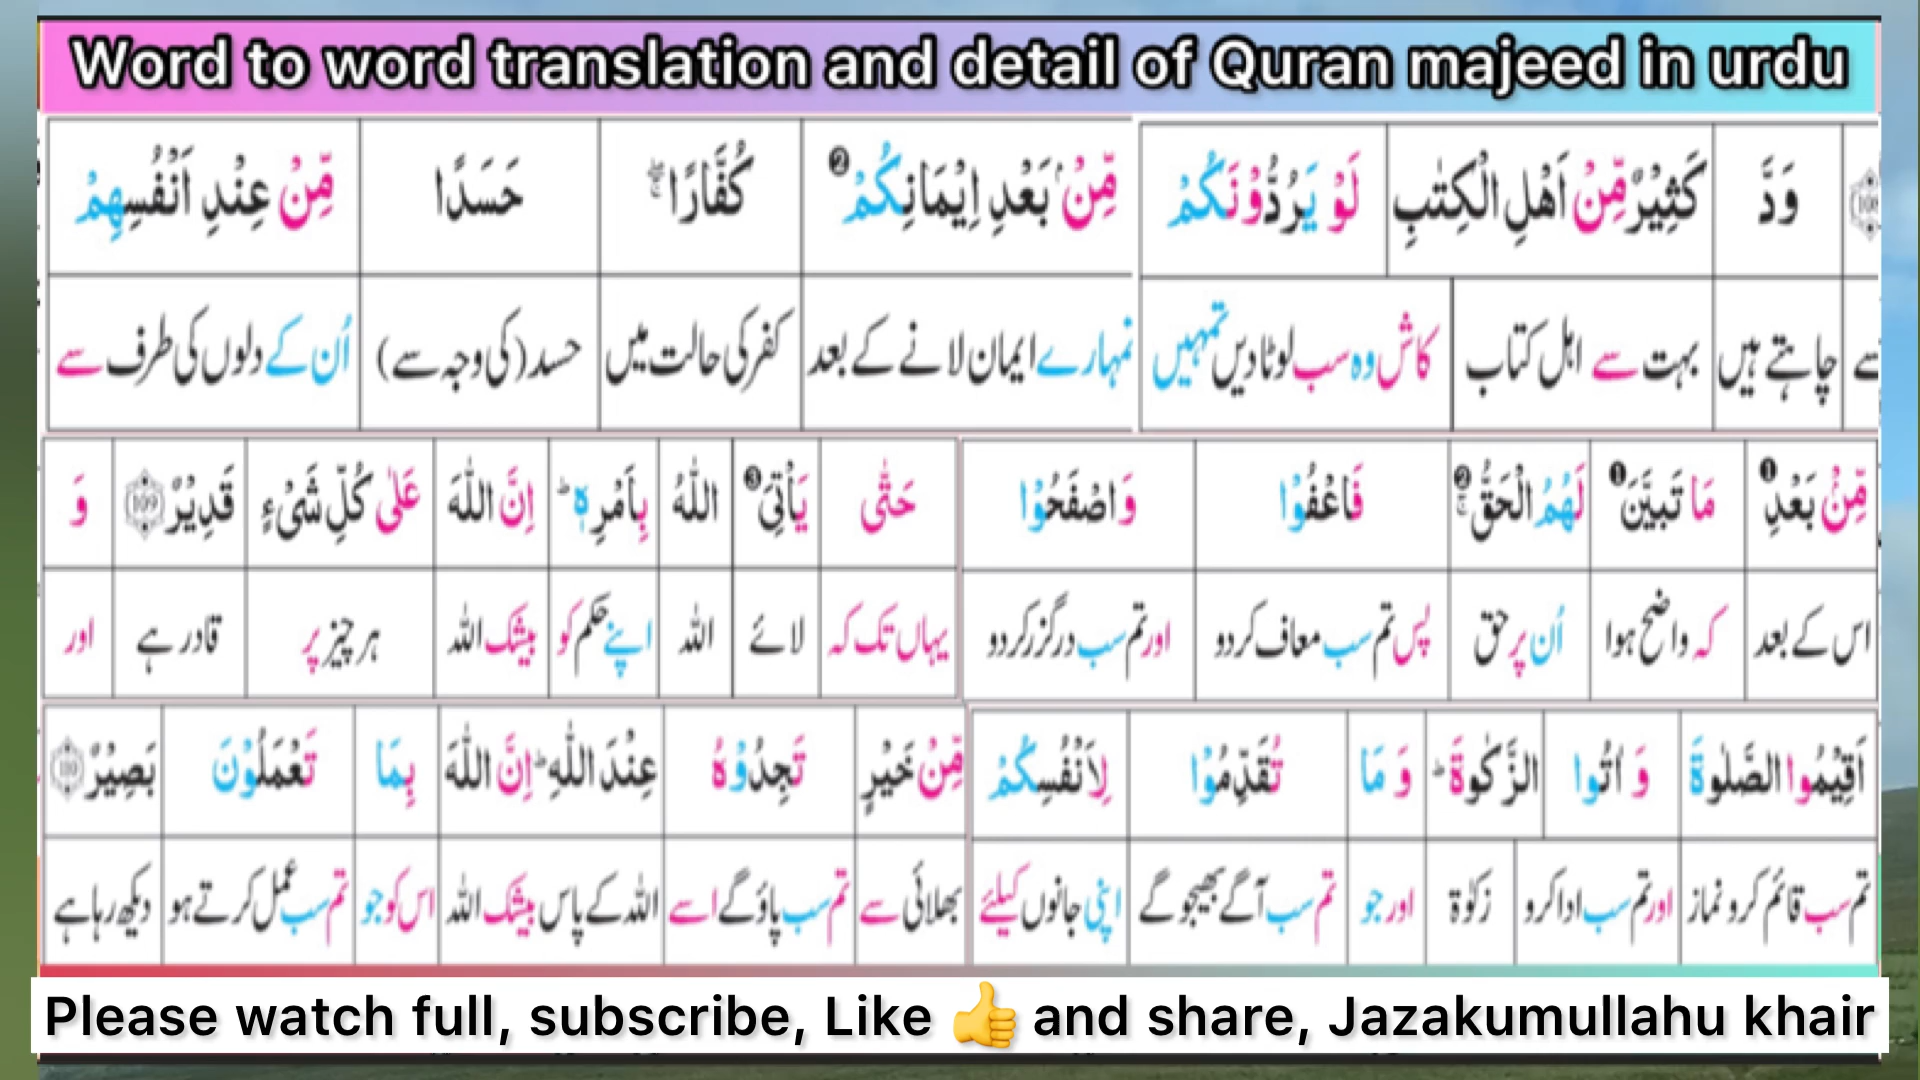 Word to word translation and detail of Quran majeed in urdu
وَدَّ كَثِيْرٌ مِّنْ اَهْلِ الْكِتٰبِ لَوْ يَرُدُّوْنَكُمْ مِّنْۢ بَعْدِ اِيْمَانِكُمْ كُفَّارًا حَسَدًا مِّنْ عِنْدِ اَنْفُسِهِمْ
چاہتے ہیں بہت سے اہل کتاب کاش وہ سب لوٹا دیں تمہیں تمہارے ایمان لانے کے بعد کفر کی حالت میں حسد (کی وجہ سے) اُن کے دلوں کی طرف سے
مِّنْۢ بَعْدِ مَا تَبَيَّنَ لَهُمُ الْحَقُّ فَاعْفُوْا وَاصْفَحُوْا حَتّٰى يَاْتِىَ اللّٰهُ بِاَمْرِهٖ ؕ اِنَّ اللّٰهَ عَلٰى كُلِّ شَىْءٍ قَدِيْرٌ 109 وَ
اس کے بعد کہ واضح ہوا اُن پر حق پس تم سب معاف کر دو اور تم سب درگزر کر دو یہاں تک کہ لائے اللہ اپنے حکم کو بیشک اللہ ہر چیز پر قادر ہے اور
اَقِيْمُوا الصَّلٰوةَ وَ اٰتُوا الزَّكٰوةَ ؕ وَ مَا تُقَدِّمُوْا لِاَنْفُسِكُمْ مِّنْ خَيْرٍ تَجِدُوْهُ عِنْدَ اللّٰهِ ؕ اِنَّ اللّٰهَ بِمَا تَعْمَلُوْنَ بَصِيْرٌ 110
تم سب قائم کرو نماز اور تم سب ادا کرو زکوٰۃ اور جو تم سب آگے بھیجو گے اپنی جانوں کیلئے بھلائی سے تم سب پاؤ گے اسے اللہ کے پاس بیشک اللہ اس کو جو تم سب عمل کرتے ہو دیکھ رہا ہے
Please watch full, subscribe, Like 👍 and share, Jazakumullahu khair